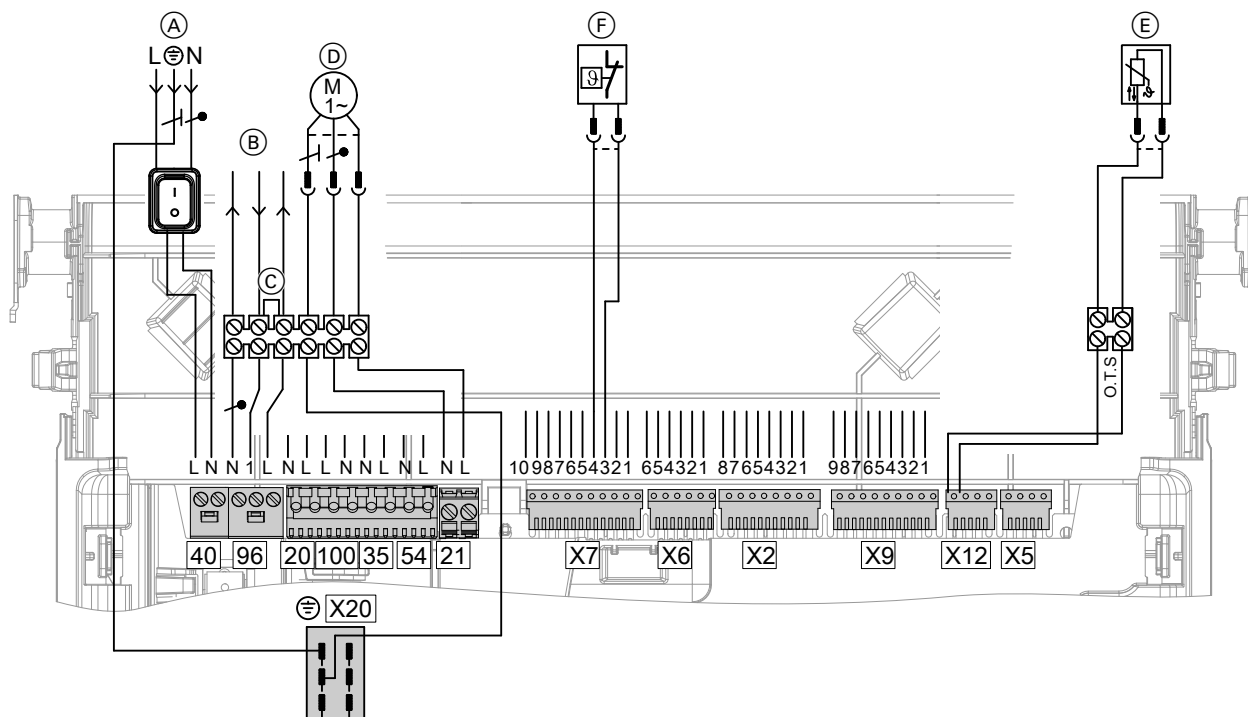 A
F
E
L N
D
M
1~
ϑ
ϑ
B
I
O
C
O.T.S
L N N 1 L N L L N N L N L N L
10 9 8 7 6 5 4 3 2 1 6 5 4 3 2 1 8 7 6 5 4 3 2 1 9 8 7 6 5 4 3 2 1
40 96 20 100 35 54 21 X7 X6 X2 X9 X12 X5
X20